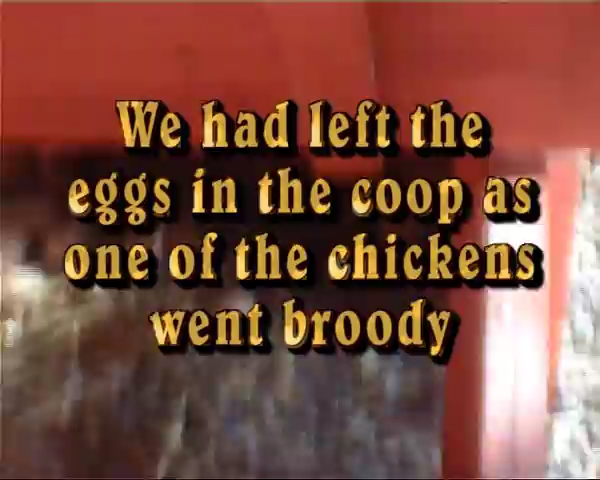 We had left the
eggs in the coop as
one of the chickens
went broody